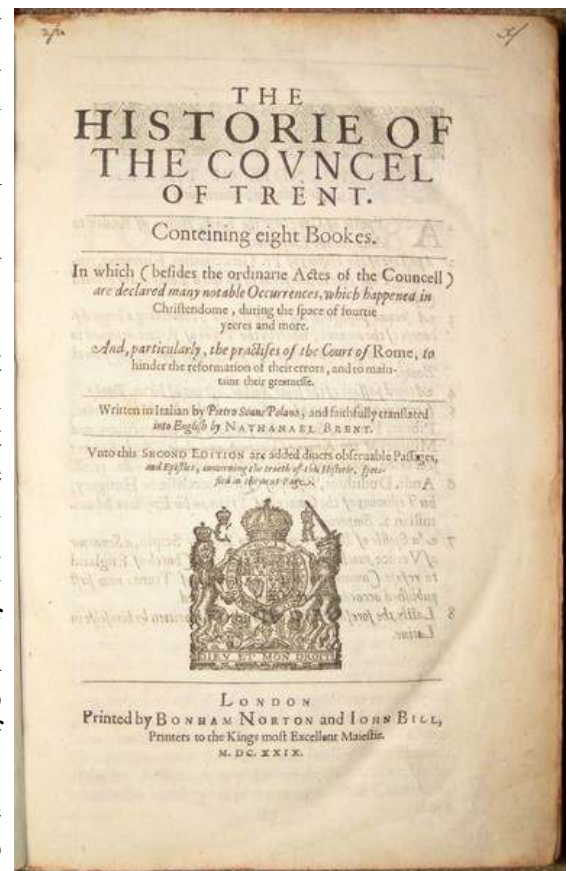 THE
HISTORIE OF
THE COVNCEL
OF TRENT.
Conteining eight Bookes.
In which (beſides the ordinarie Actes of the Councell)
are declared many notable Occurrences, which happened in
Chriſtendome, during the ſpace of fourtie
yeeres and more.
And, particularly, the practiſes of the Court of Rome, to
hinder the reformation of their errors, and to main-
taine their greatneſſe.
Written in Italian by Pietro Soaue Polano, and faithfully tranſlated
into Engliſh by NATHANAEL BRENT.
Vnto this SECOND EDITION are added diuers obſeruable Paſſages,
and Epiſtles, concerning the trueth of this Hiſtorie, ſpeci-
fied in the next Page.
C R
DIEV ET MON DROIT
LONDON
Printed by BONHAM NORTON and IOHN BILL,
Printers to the Kings moſt Excellent Maieſtie.
M. DC. XXIX.